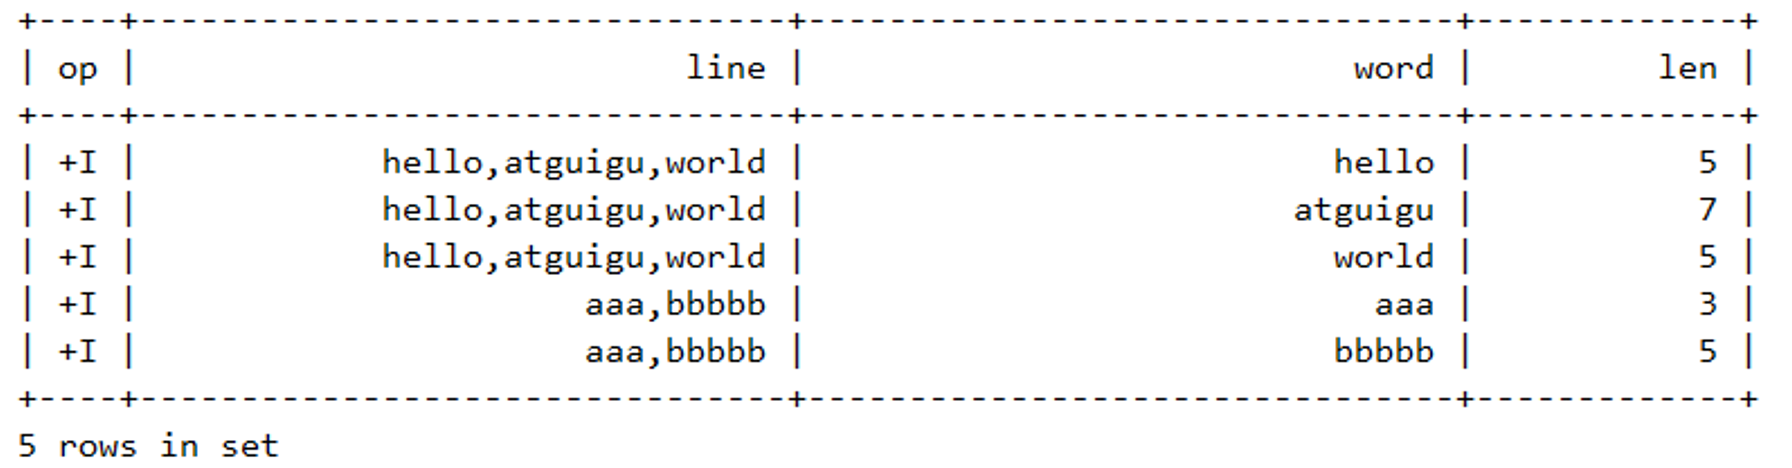 +----+--------------------------------+--------------------------------+-------------+
| op |                           line |                           word |         len |
+----+--------------------------------+--------------------------------+-------------+
| +I |            hello,atguigu,world |                          hello |           5 |
| +I |            hello,atguigu,world |                        atguigu |           7 |
| +I |            hello,atguigu,world |                          world |           5 |
| +I |                      aaa,bbbbb |                            aaa |           3 |
| +I |                      aaa,bbbbb |                          bbbbb |           5 |
+----+--------------------------------+--------------------------------+-------------+
5 rows in set